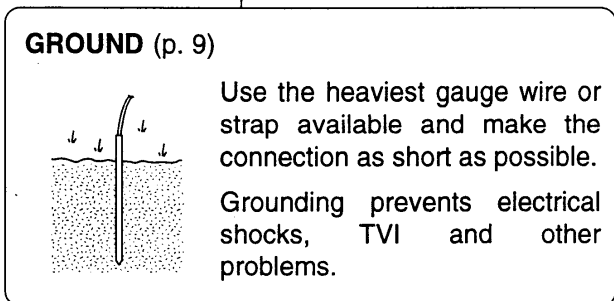 GROUND (p. 9)
Use the heaviest gauge wire or
strap available and make the
connection as short as possible.
Grounding prevents electrical
shocks, TVI and other
problems.